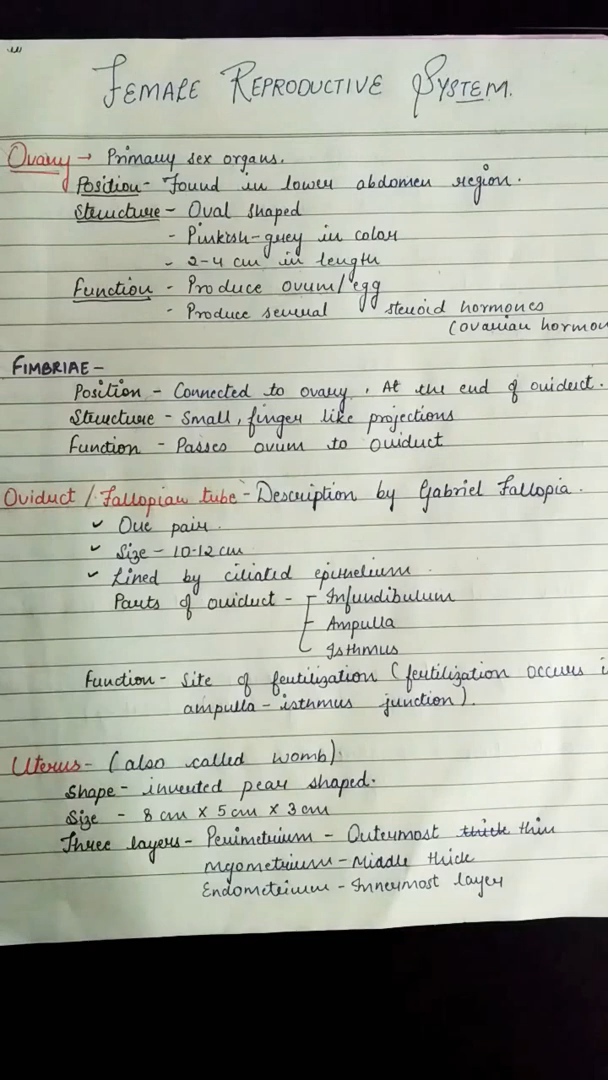 FEMALE REPRODUCTIVE SYSTEM.
Ovary → Primary sex organs.
Position - Found in lower abdomen region.
Structure - Oval shaped
- Pinkish-grey in color
- 2-4 cm in length
Function - Produce ovum/egg
- Produce several steroid hormones
(ovarian hormon
FIMBRIAE -
Position - Connected to ovary, At the end of oviduct.
Structure - Small, finger like projections
Function - Passes ovum to oviduct
Oviduct / Fallopian tube - Description by Gabriel Fallopia.
✓ One pair.
✓ Size - 10-12 cm
✓ Lined by ciliated epithelium.
Parts of oviduct - Infundibulum
Ampulla
Isthmus
Function - Site of fertilization (fertilization occurs i
ampulla - isthmus junction).
Uterus - (also called womb)
Shape - inverted pear shaped.
Size - 8 cm x 5 cm x 3 cm
Three layers - Perimetrium - Outermost thick thin
Myometrium - Middle thick
Endometrium - Innermost layer